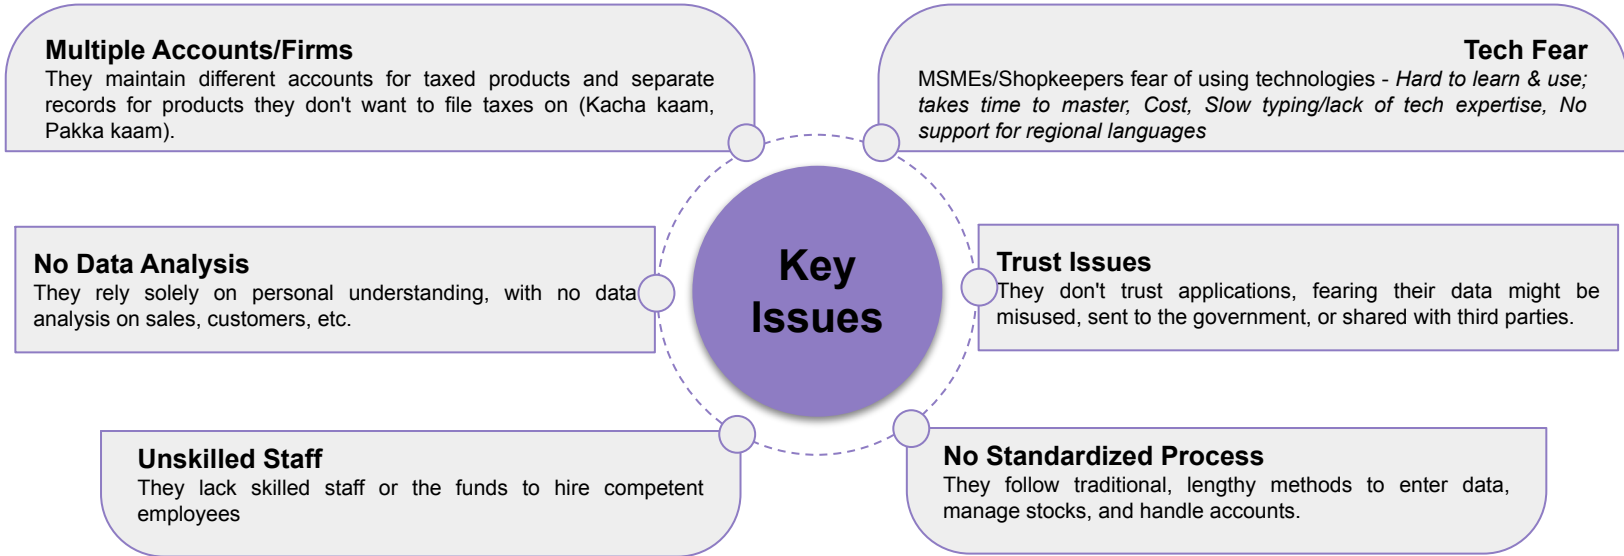 Multiple Accounts/Firms
They maintain different accounts for taxed products and separate
records for products they don't want to file taxes on (Kacha kaam,
Pakka kaam).
Tech Fear
MSMEs/Shopkeepers fear of using technologies - Hard to learn & use;
takes time to master, Cost, Slow typing/lack of tech expertise, No
support for regional languages
Key
Issues
No Data Analysis
They rely solely on personal understanding, with no data
analysis on sales, customers, etc.
Trust Issues
They don't trust applications, fearing their data might be
misused, sent to the government, or shared with third parties.
Unskilled Staff
They lack skilled staff or the funds to hire competent
employees
No Standardized Process
They follow traditional, lengthy methods to enter data,
manage stocks, and handle accounts.